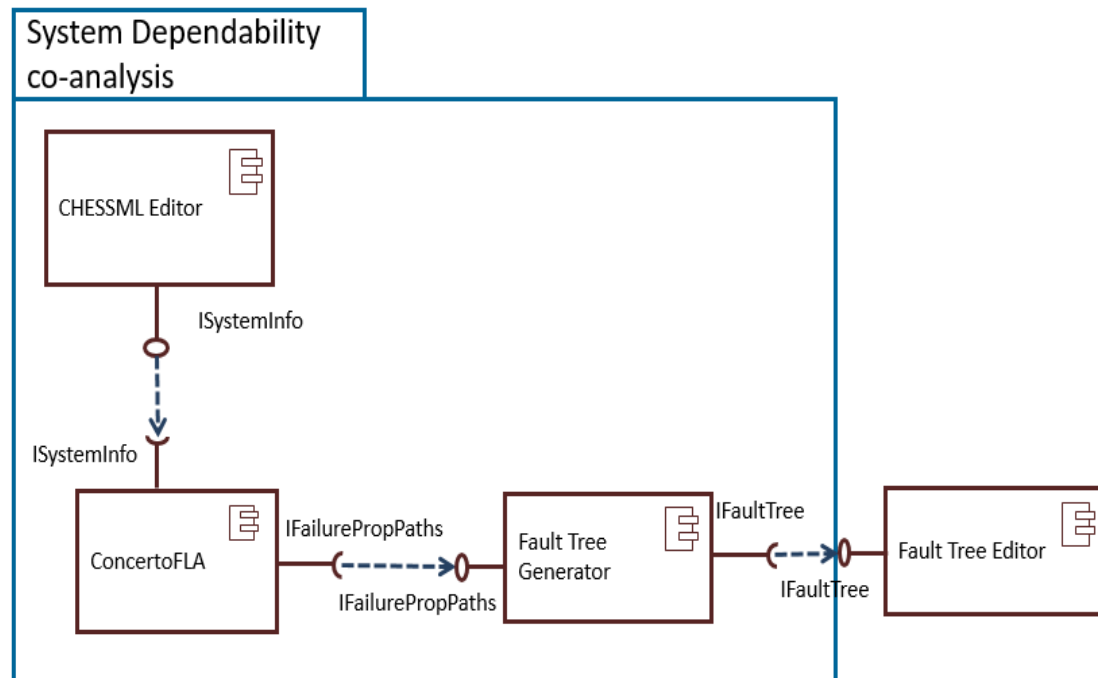 System Dependability
co-analysis
CHESSML Editor
ISystemInfo
ISystemInfo
ConcertoFLA
IFailurePropPaths
IFailurePropPaths
Fault Tree
Generator
IFaultTree
IFaultTree
Fault Tree Editor